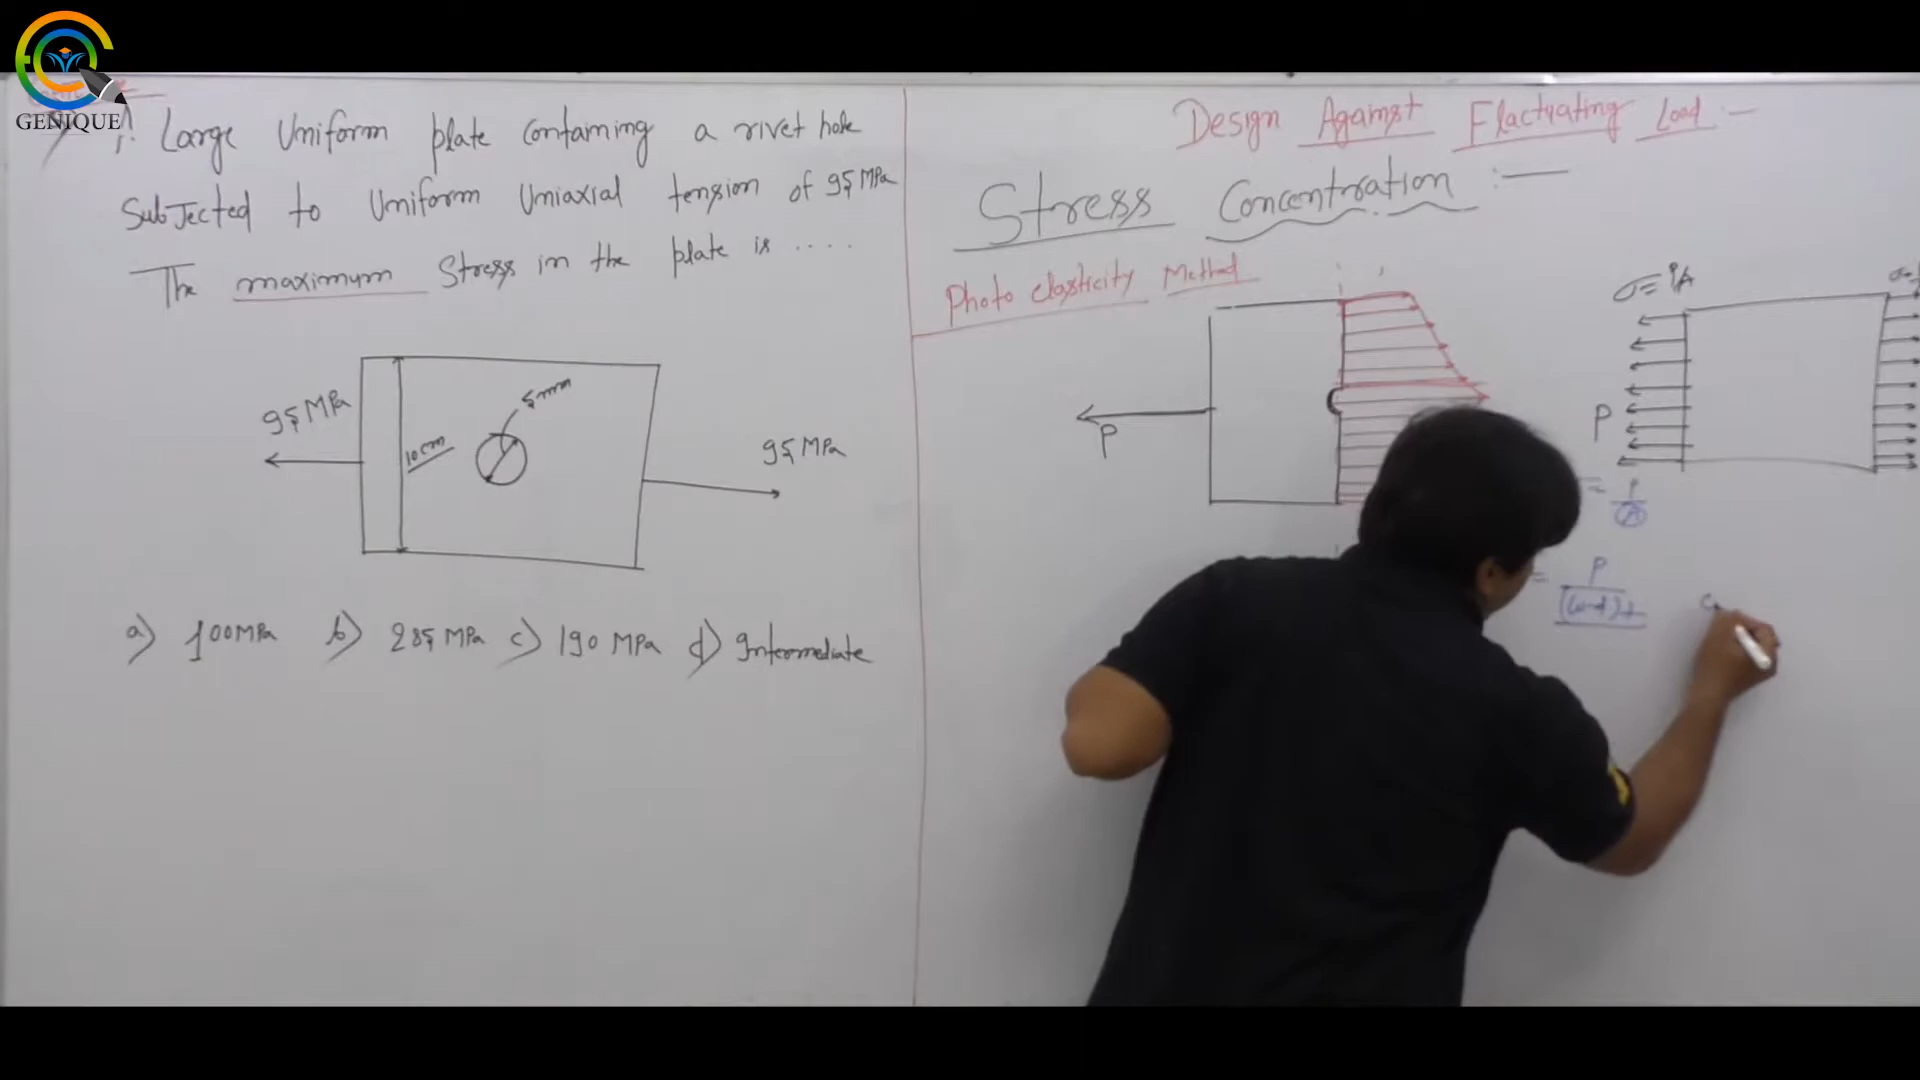 GENIQUE
A Large Uniform plate Containing a rivet hole
SubJected to Uniform Uniaxial tension of 95 MPa
The maximum Stress in the plate is ....
95 MPa
10cm
5mm
95 MPa
a) 100MPa b) 285 MPa c) 190 MPa d) Intermediate
Design Against Fluctuating Load :-
Stress Concentration :-
Photo elasticity Method
P
σ = P/A
P
= P/A
= P/(w-d)t